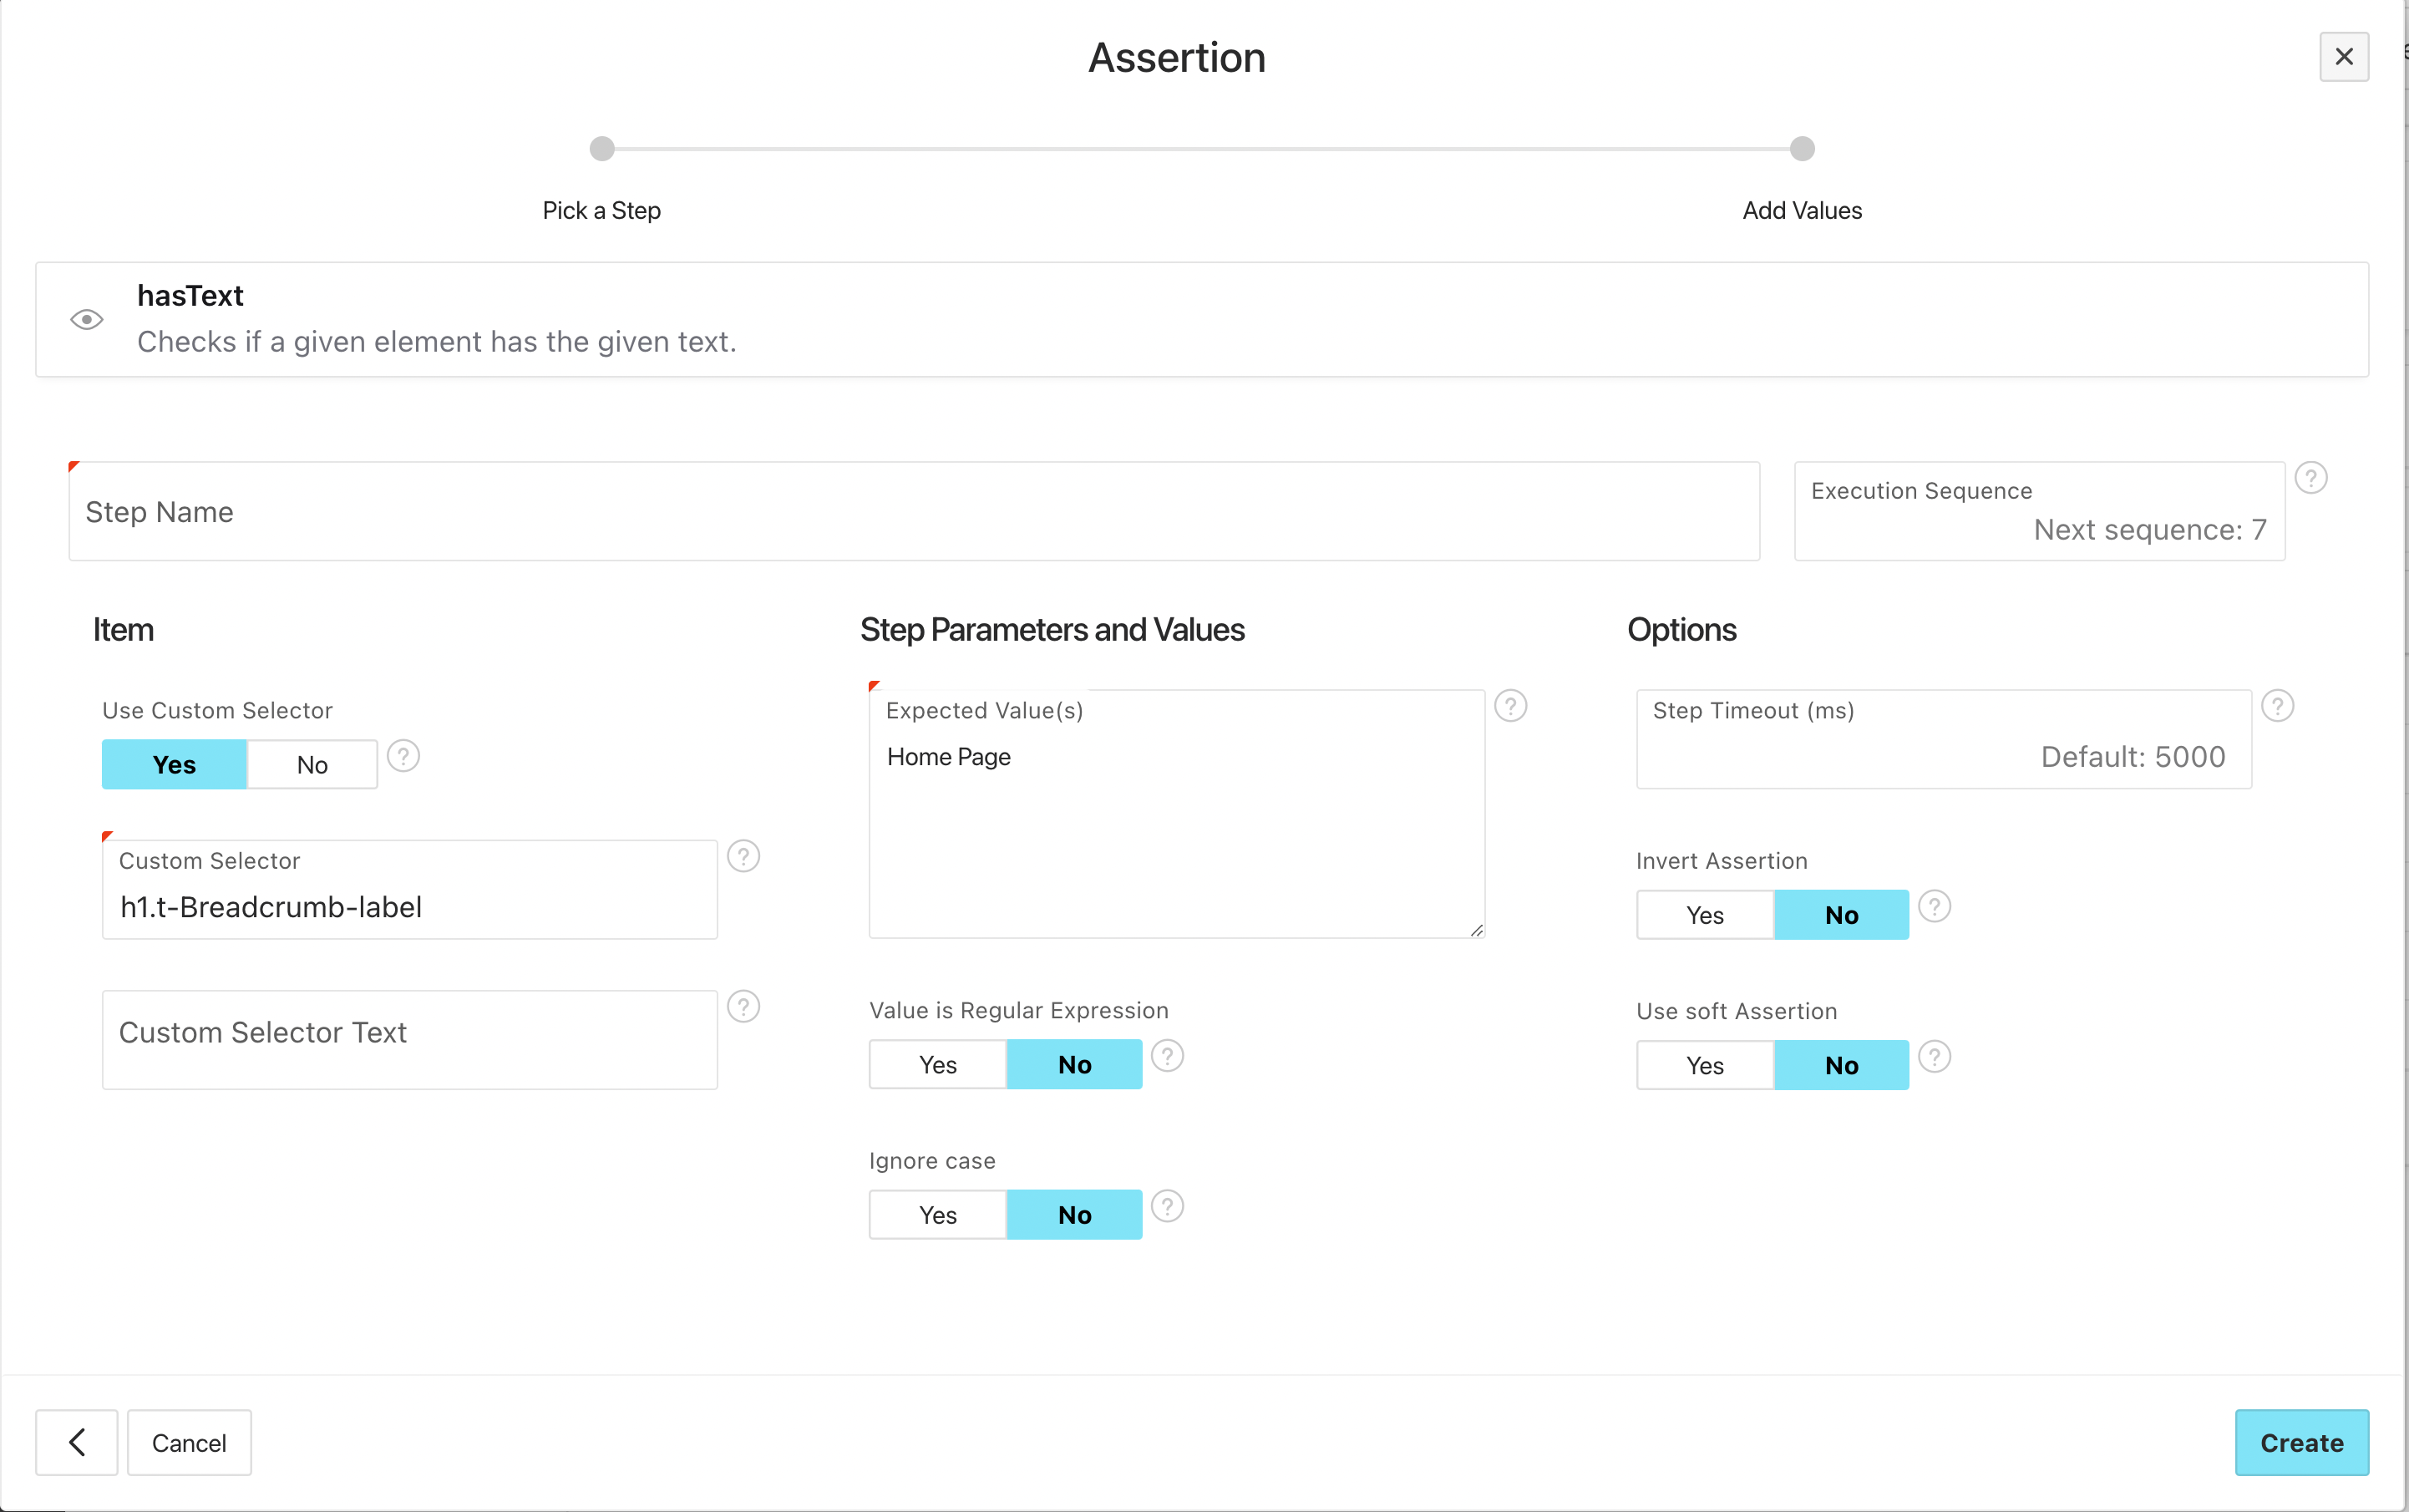 Assertion
Pick a Step
Add Values
hasText
Checks if a given element has the given text.
Step Name
Execution Sequence
Next sequence: 7
Item
Step Parameters and Values
Options
Use Custom Selector
Yes No
Custom Selector
h1.t-Breadcrumb-label
Custom Selector Text
Expected Value(s)
Home Page
Value is Regular Expression
Yes No
Ignore case
Yes No
Step Timeout (ms)
Default: 5000
Invert Assertion
Yes No
Use soft Assertion
Yes No
Cancel
Create